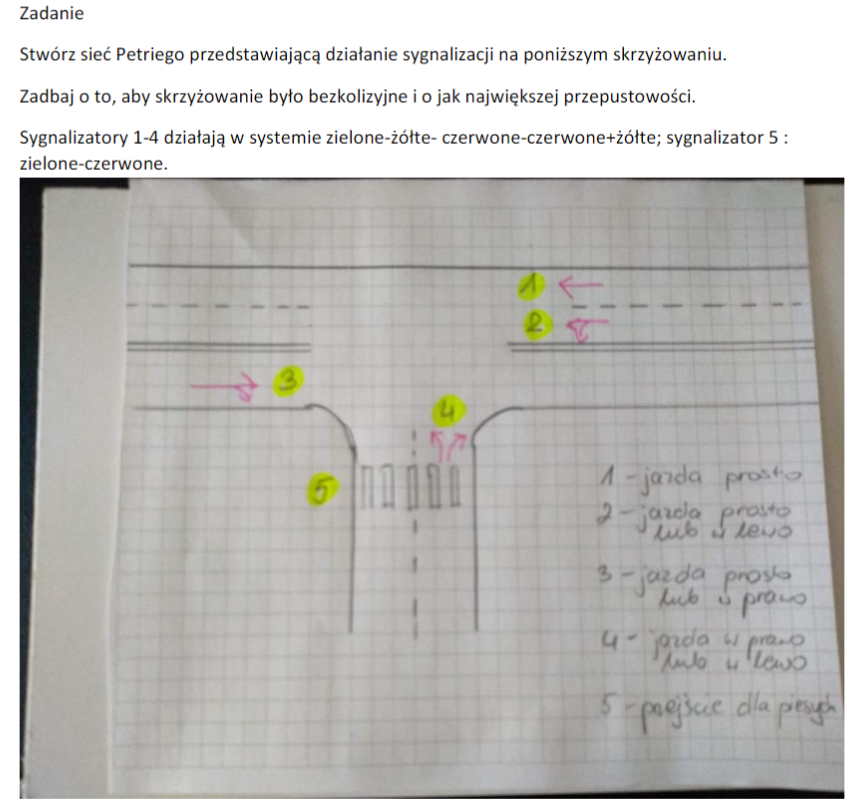 Zadanie
Stwórz sieć Petriego przedstawiającą działanie sygnalizacji na poniższym skrzyżowaniu.
Zadbaj o to, aby skrzyżowanie było bezkolizyjne i o jak największej przepustowości.
Sygnalizatory 1-4 działają w systemie zielone-żółte- czerwone-czerwone+żółte; sygnalizator 5 :
zielone-czerwone.
1
2
3
4
5
1 - jazda prosto
2 - jazda prosto
lub w lewo
3 - jazda prosto
lub w prawo
4 - jazda w prawo
lub w lewo
5 - przejście dla pieszych